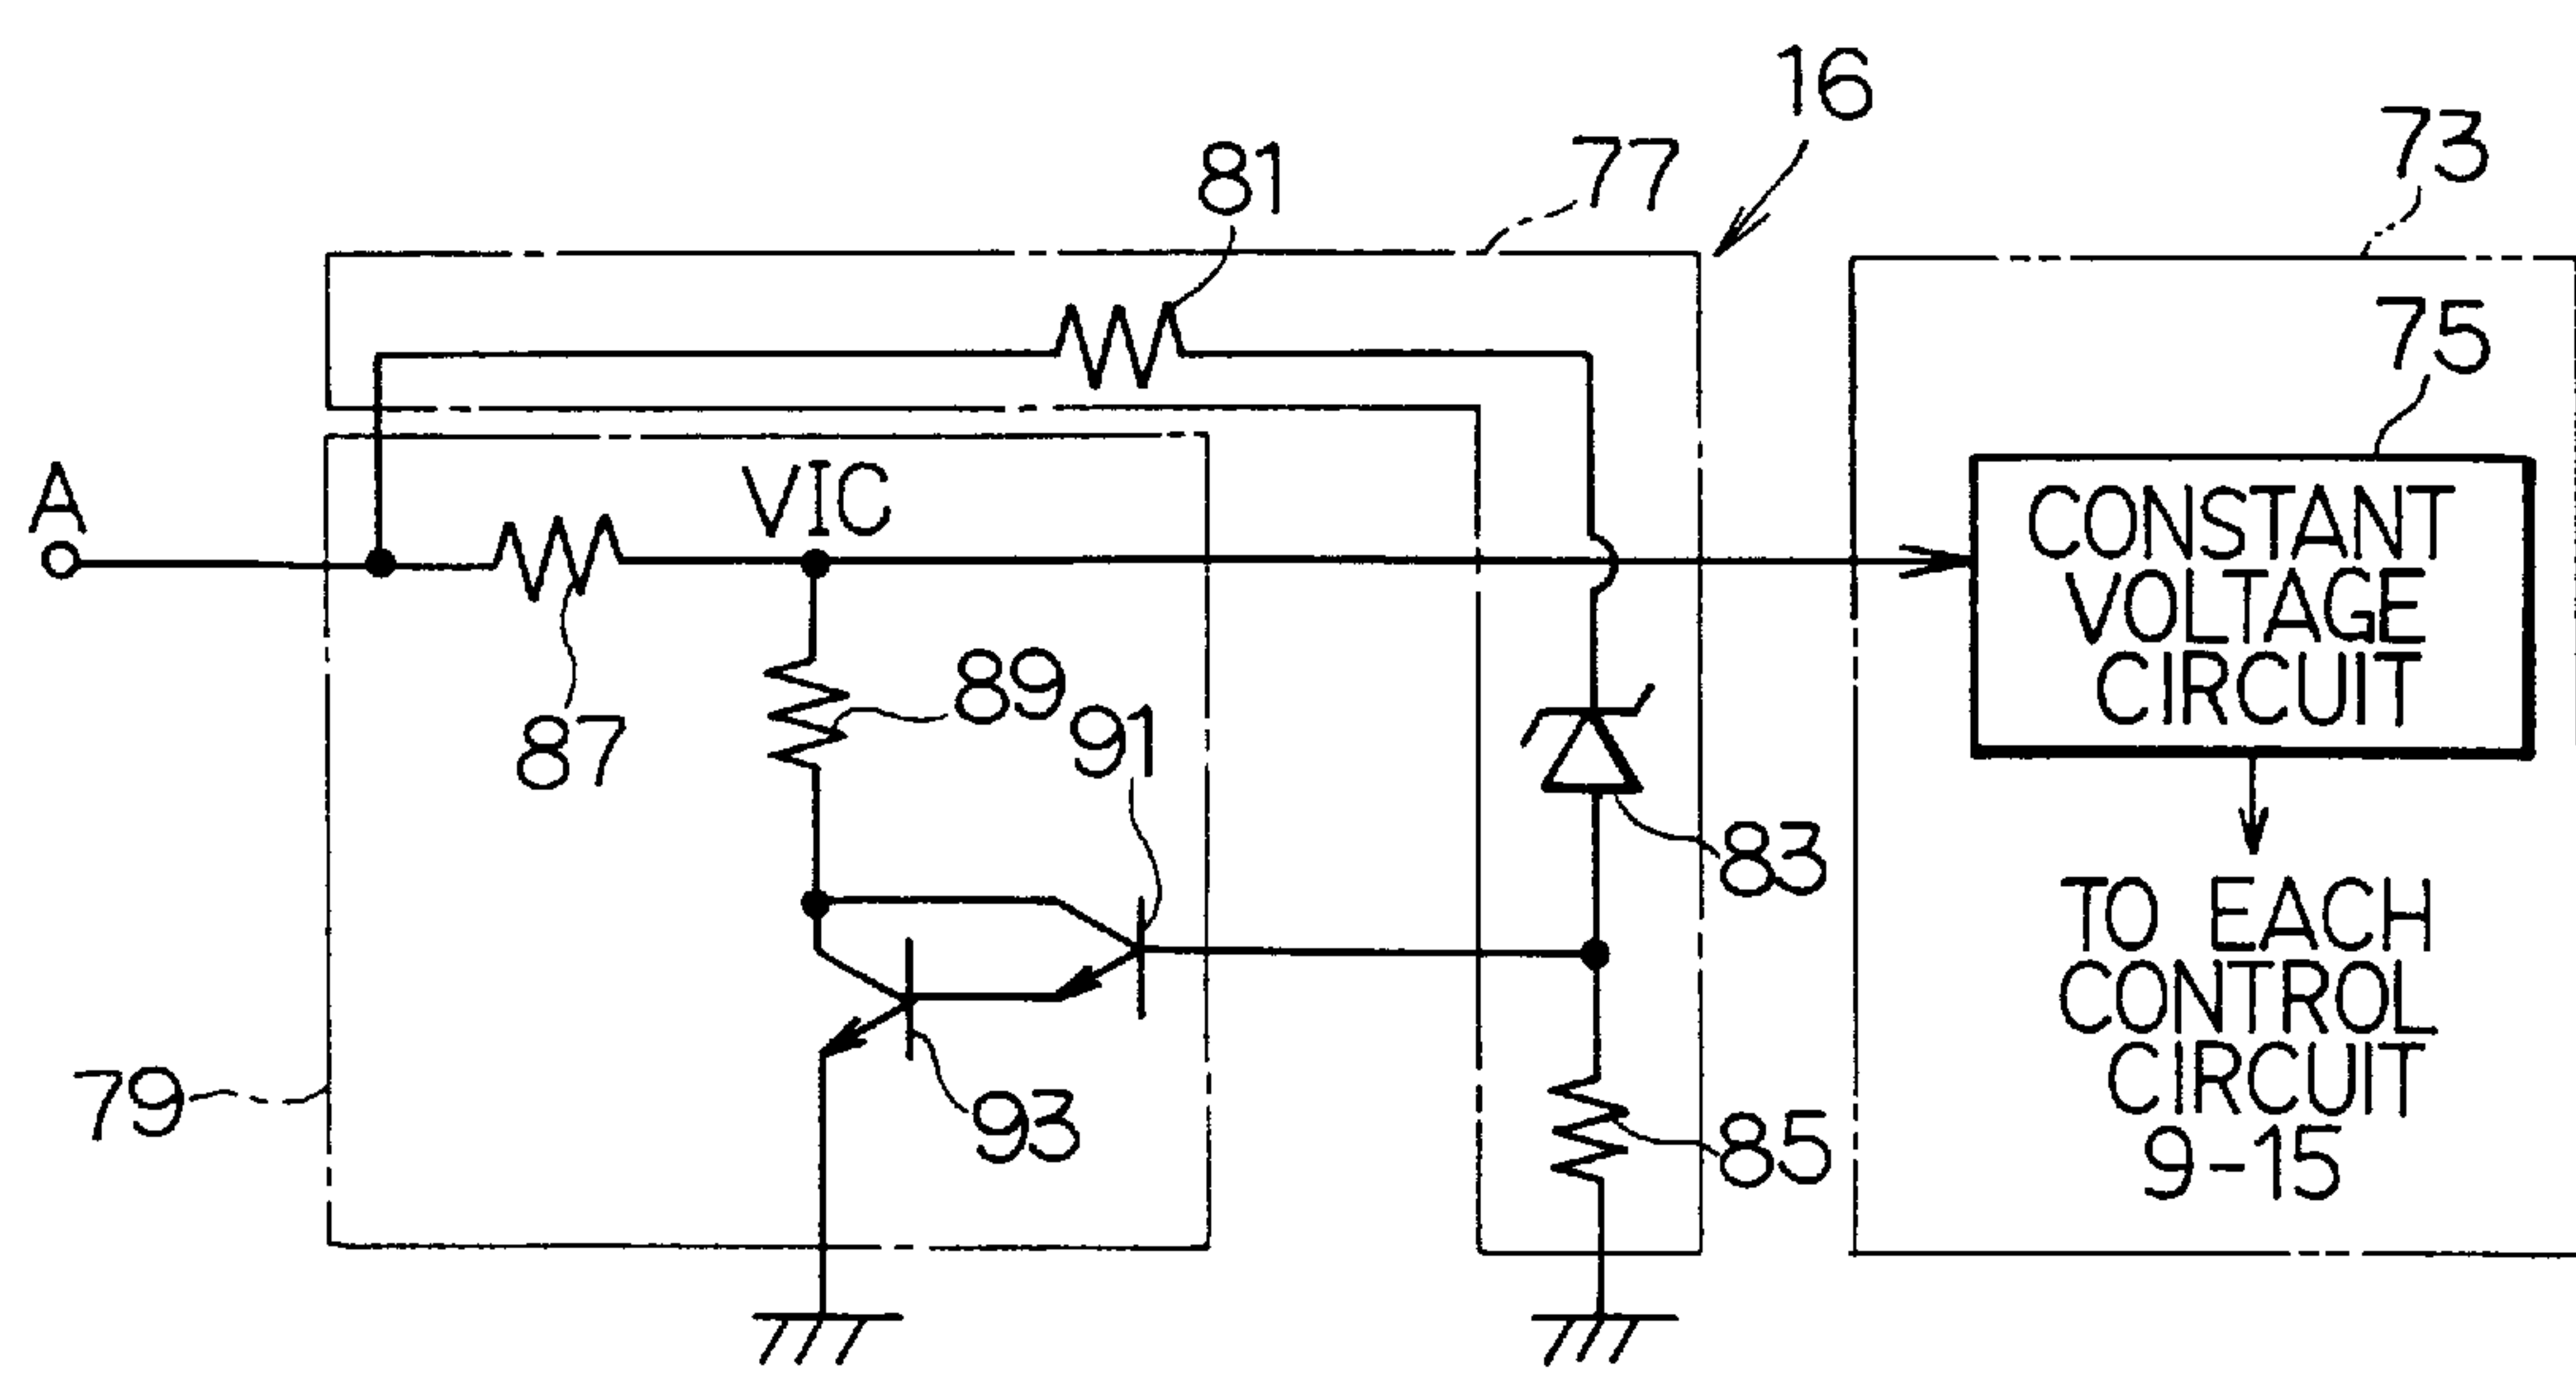 16
77
73
81
75
A
VIC
CONSTANT
VOLTAGE
CIRCUIT
87
89
91
83
TO EACH
CONTROL
CIRCUIT
9-15
79
93
85